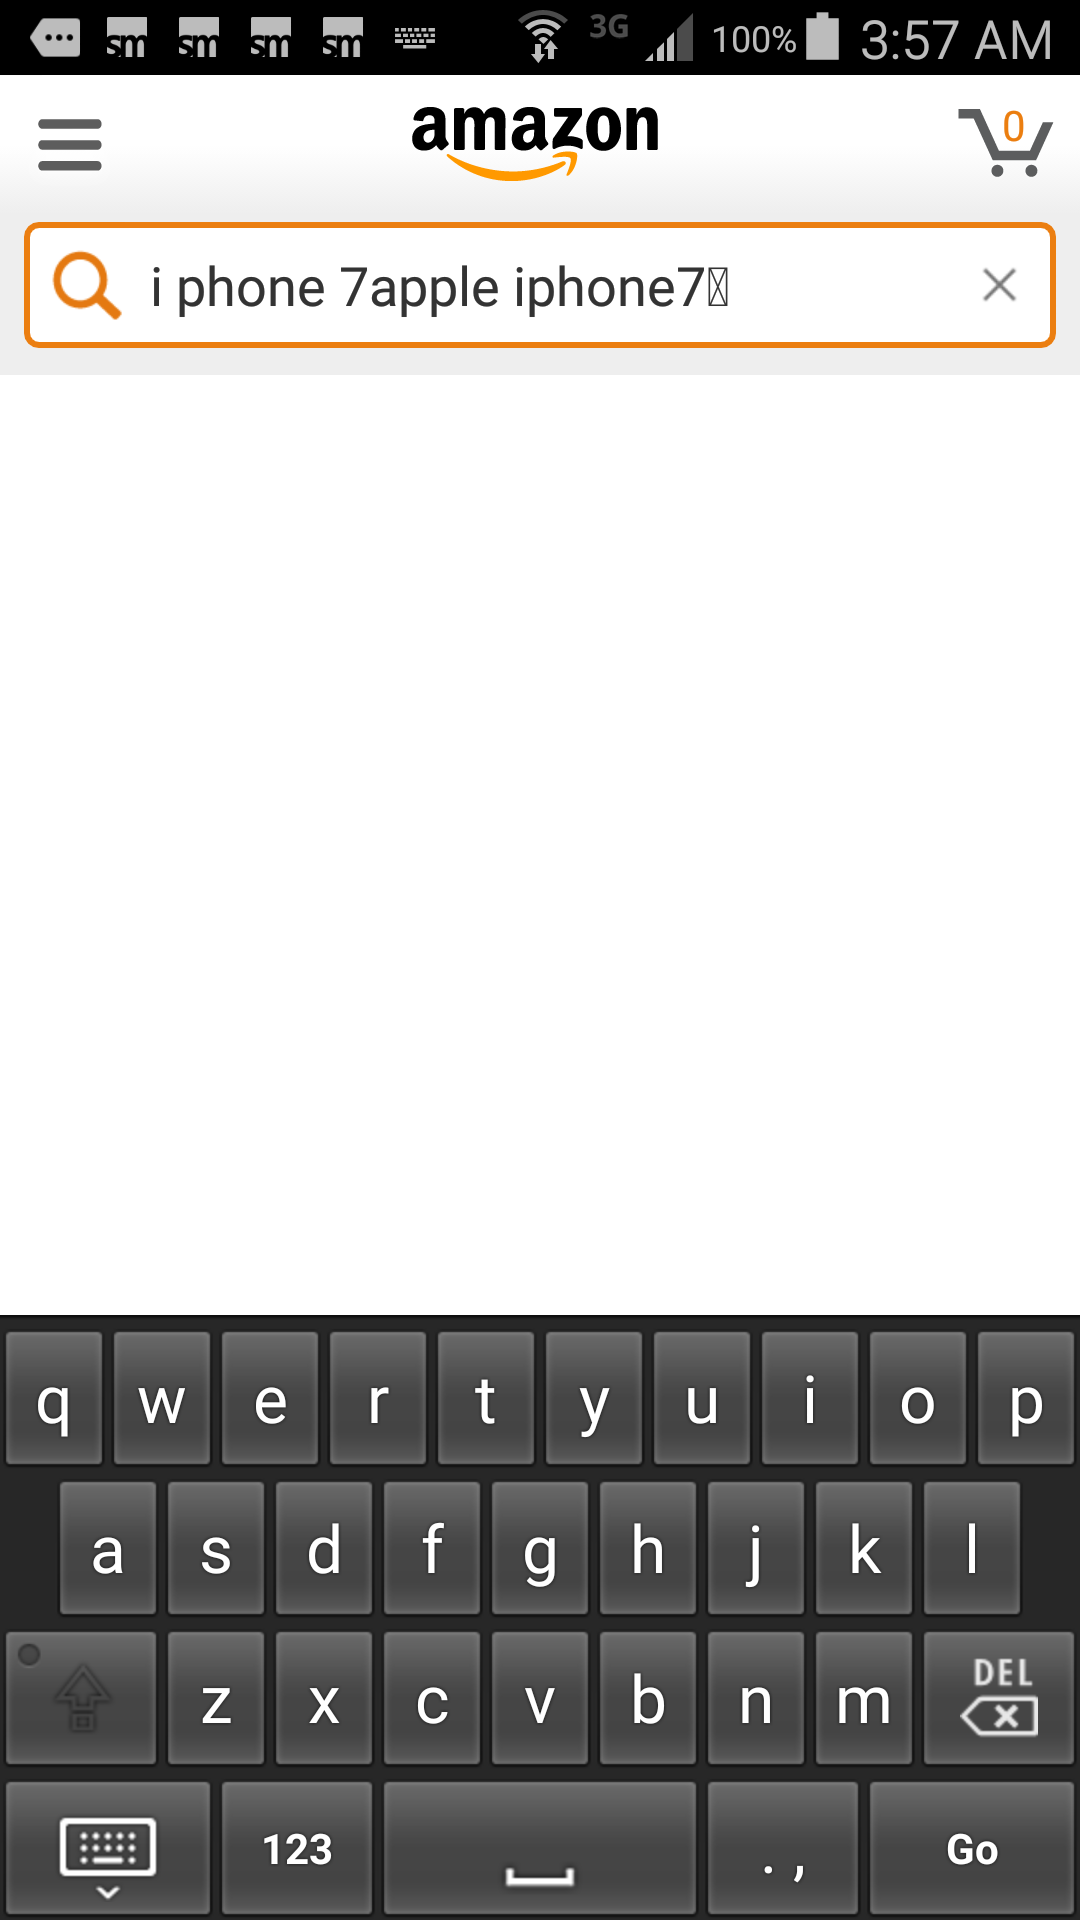 sm sm sm sm 3G 100% 3:57 AM
amazon 0
i phone 7apple iphone7
q w e r t y u i o p
a s d f g h j k l
z x c v b n m DEL
123 . , Go